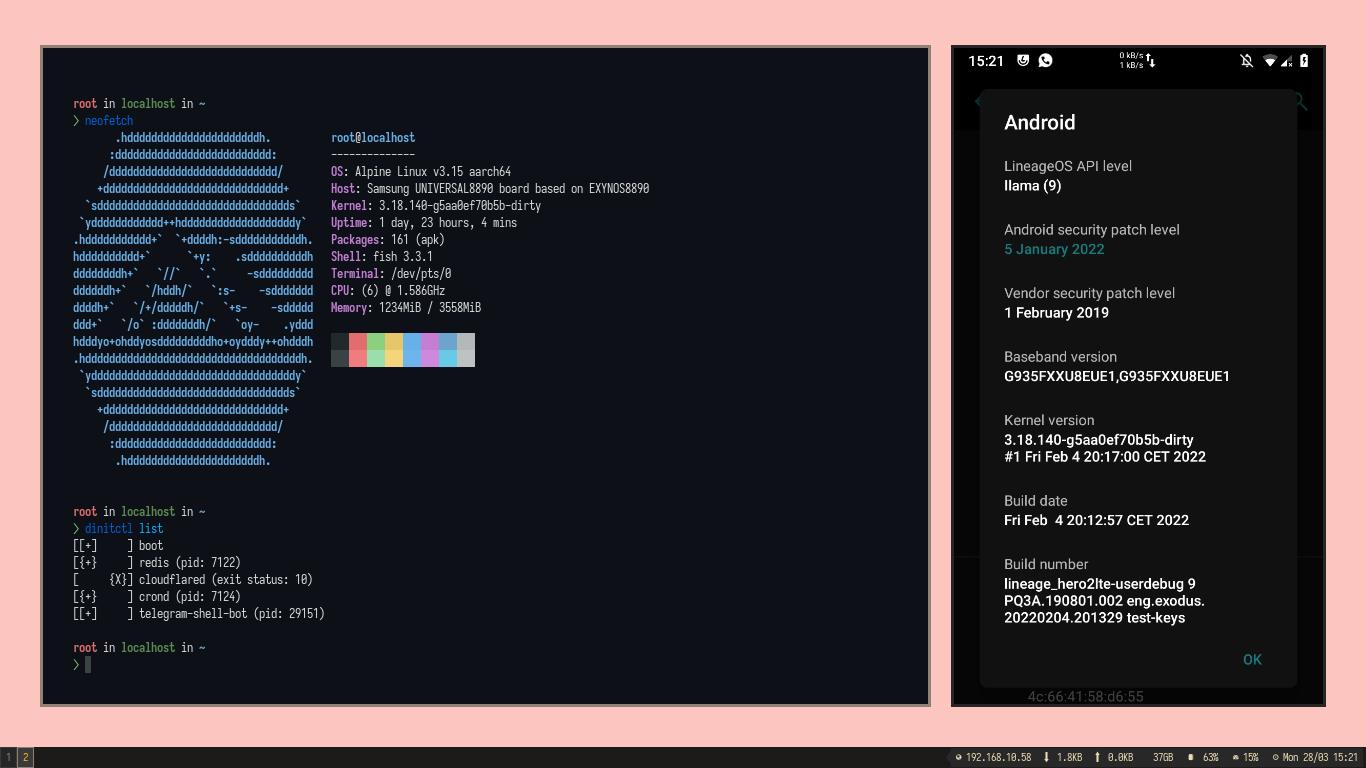 root in localhost in ~
❯ neofetch
.hddddddddddddddddddddddh.
:dddddddddddddddddddddddddd:
/dddddddddddddddddddddddddddd/
+dddddddddddddddddddddddddddddd+
`sdddddddddddddddddddddddddddddddds`
`ydddddddddddd++hdddddddddddddddddddy`
.hddddddddddd+`  `+ddddh:-sdddddddddddh.
hdddddddddd+`      `+y:    .sddddddddddh
ddddddddh+`   `//`   `.`     -sddddddddd
ddddddh+`   `/hddh/`   `:s-    -sddddddd
ddddh+`   `/+/dddddh/`   `+s-    -sddddd
ddd+`   `/o` :dddddddh/`   `oy-    .yddd
hdddyo+ohddyosdddddddddho+oydddy++ohdddh
.hddddddddddddddddddddddddddddddddddddh.
`yddddddddddddddddddddddddddddddddddy`
`sdddddddddddddddddddddddddddddddds`
+dddddddddddddddddddddddddddddd+
/dddddddddddddddddddddddddddd/
:dddddddddddddddddddddddddd:
.hddddddddddddddddddddddh.
root@localhost
--------------
OS: Alpine Linux v3.15 aarch64
Host: Samsung UNIVERSAL8890 board based on EXYNOS8890
Kernel: 3.18.140-g5aa0ef70b5b-dirty
Uptime: 1 day, 23 hours, 4 mins
Packages: 161 (apk)
Shell: fish 3.3.1
Terminal: /dev/pts/0
CPU: (6) @ 1.586GHz
Memory: 1234MiB / 3558MiB
root in localhost in ~
❯ dinitctl list
[[+]     ] boot
[{+}     ] redis (pid: 7122)
[     {X}] cloudflared (exit status: 10)
[{+}     ] crond (pid: 7124)
[[+]     ] telegram-shell-bot (pid: 29151)
root in localhost in ~
❯
15:21
0 kB/s
1 kB/s
Android
LineageOS API level
llama (9)
Android security patch level
5 January 2022
Vendor security patch level
1 February 2019
Baseband version
G935FXXU8EUE1,G935FXXU8EUE1
Kernel version
3.18.140-g5aa0ef70b5b-dirty
#1 Fri Feb 4 20:17:00 CET 2022
Build date
Fri Feb  4 20:12:57 CET 2022
Build number
lineage_hero2lte-userdebug 9
PQ3A.190801.002 eng.exodus.
20220204.201329 test-keys
OK
4c:66:41:58:d6:55
1 2
192.168.10.58 1.8KB 0.0KB 37GB 63% 15% Mon 28/03 15:21